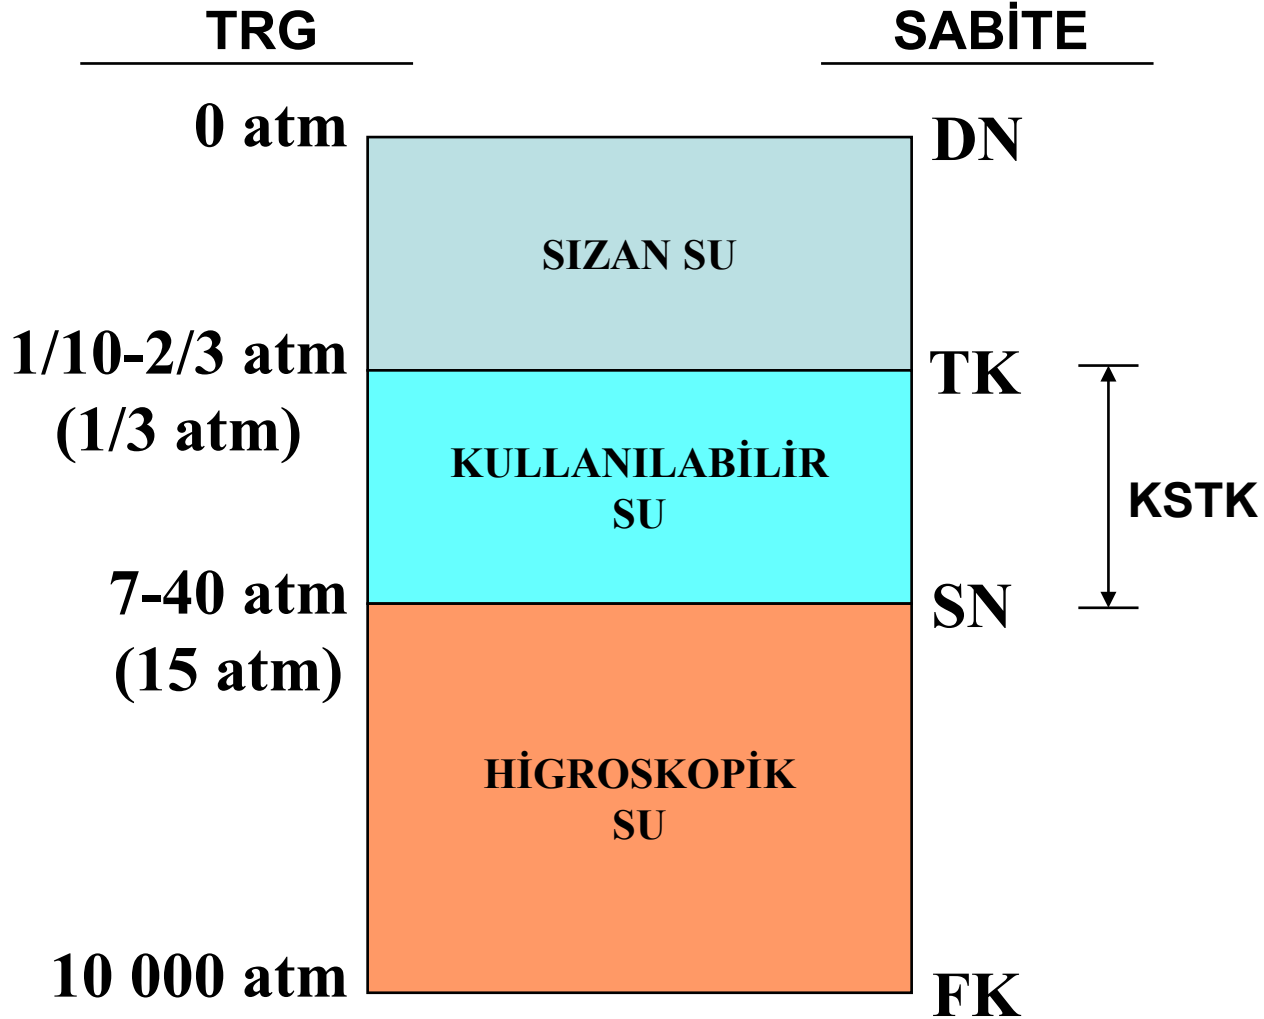 TRG
SABİTE
0 atm
DN
SIZAN SU
1/10-2/3 atm
TK
(1/3 atm)
KULLANILABİLİR
SU
KSTK
7-40 atm
SN
(15 atm)
HİGROSKOPİK
SU
10 000 atm
FK